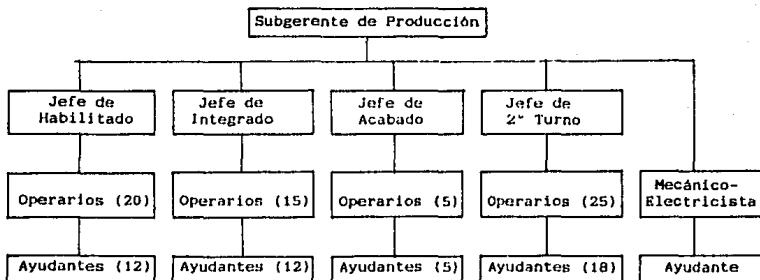 Subgerente de Producción
Jefe de
Habilitado
Jefe de
Integrado
Jefe de
Acabado
Jefe de
2° Turno
Operarios (20)
Operarios (15)
Operarios (5)
Operarios (25)
Mecánico-
Electricista
Ayudantes (12)
Ayudantes (12)
Ayudantes (5)
Ayudantes (18)
Ayudante